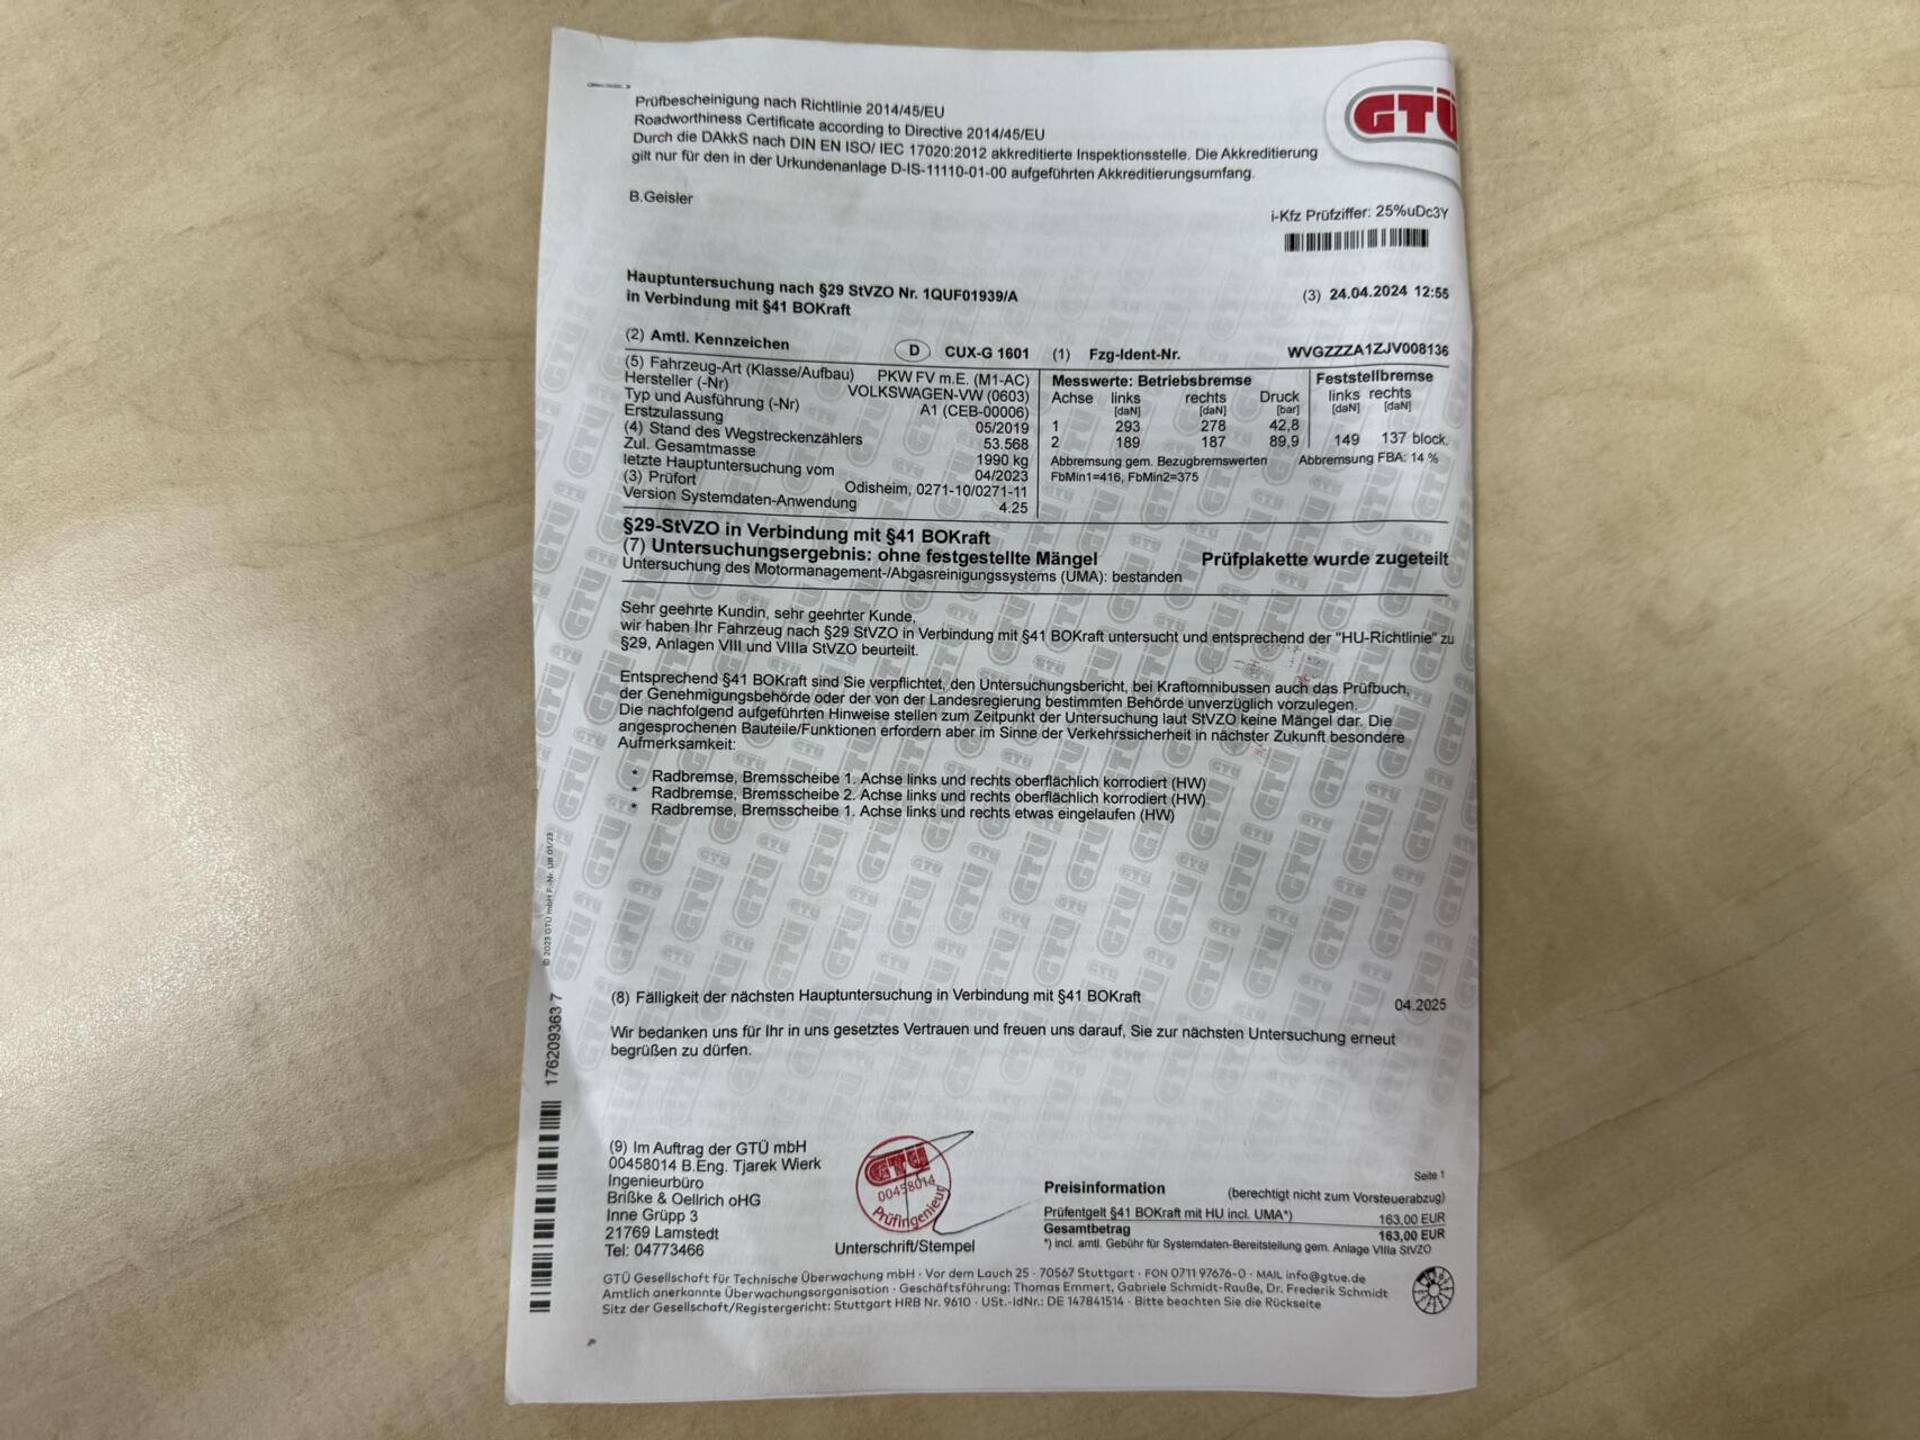 GTÜ
Prüfbescheinigung nach Richtlinie 2014/45/EU
Roadworthiness Certificate according to Directive 2014/45/EU
Durch die DAkkS nach DIN EN ISO/ IEC 17020:2012 akkreditierte Inspektionsstelle. Die Akkreditierung
gilt nur für den in der Urkundenanlage D-IS-11110-01-00 aufgeführten Akkreditierungsumfang.
B.Geisler
i-Kfz Prüfziffer: 25%uDc3Y
Hauptuntersuchung nach §29 StVZO Nr. 1QUF01939/A
in Verbindung mit §41 BOKraft
(3) 24.04.2024 12:55
(2) Amtl. Kennzeichen D CUX-G 1601 (1) Fzg-Ident-Nr. WVGZZZA1ZJV008136
(5) Fahrzeug-Art (Klasse/Aufbau) PKW FV m.E. (M1-AC)
Hersteller (-Nr) VOLKSWAGEN-VW (0603)
Typ und Ausführung (-Nr) A1 (CEB-00006)
Erstzulassung 05/2019
(4) Stand des Wegstreckenzählers 53.568
Zul. Gesamtmasse 1990 kg
letzte Hauptuntersuchung vom 04/2023
(3) Prüfort Odisheim, 0271-10/0271-11
Version Systemdaten-Anwendung 4.25
Messwerte: Betriebsbremse Feststellbremse
Achse links rechts Druck links rechts
[daN] [daN] [bar] [daN] [daN]
1 293 278 42,8
2 189 187 89,9 149 137 block.
Abbremsung gem. Bezugbremswerten Abbremsung FBA: 14 %
FbMin1=416, FbMin2=375
§29-StVZO in Verbindung mit §41 BOKraft
(7) Untersuchungsergebnis: ohne festgestellte Mängel Prüfplakette wurde zugeteilt
Untersuchung des Motormanagement-/Abgasreinigungssystems (UMA): bestanden
Sehr geehrte Kundin, sehr geehrter Kunde,
wir haben Ihr Fahrzeug nach §29 StVZO in Verbindung mit §41 BOKraft untersucht und entsprechend der "HU-Richtlinie" zu
§29, Anlagen VIII und VIIIa StVZO beurteilt.
Entsprechend §41 BOKraft sind Sie verpflichtet, den Untersuchungsbericht, bei Kraftomnibussen auch das Prüfbuch,
der Genehmigungsbehörde oder der von der Landesregierung bestimmten Behörde unverzüglich vorzulegen.
Die nachfolgend aufgeführten Hinweise stellen zum Zeitpunkt der Untersuchung laut StVZO keine Mängel dar. Die
angesprochenen Bauteile/Funktionen erfordern aber im Sinne der Verkehrssicherheit in nächster Zukunft besondere
Aufmerksamkeit:
* Radbremse, Bremsscheibe 1. Achse links und rechts oberflächlich korrodiert (HW)
* Radbremse, Bremsscheibe 2. Achse links und rechts oberflächlich korrodiert (HW)
* Radbremse, Bremsscheibe 1. Achse links und rechts etwas eingelaufen (HW)
(8) Fälligkeit der nächsten Hauptuntersuchung in Verbindung mit §41 BOKraft 04.2025
Wir bedanken uns für Ihr in uns gesetztes Vertrauen und freuen uns darauf, Sie zur nächsten Untersuchung erneut
begrüßen zu dürfen.
© 2023 GTÜ mbH F.-Nr. UB 01/23
176209363 7
(9) Im Auftrag der GTÜ mbH
00458014 B.Eng. Tjarek Wierk
Ingenieurbüro
Brißke & Oellrich oHG
Inne Grüpp 3
21769 Lamstedt
Tel: 04773466
GTÜ
00458014
Prüfingenieur
Unterschrift/Stempel
Seite 1
Preisinformation (berechtigt nicht zum Vorsteuerabzug)
Prüfentgelt §41 BOKraft mit HU incl. UMA*) 163,00 EUR
Gesamtbetrag 163,00 EUR
*) incl. amtl. Gebühr für Systemdaten-Bereitstellung gem. Anlage VIIIa StVZO
GTÜ Gesellschaft für Technische Überwachung mbH · Vor dem Lauch 25 · 70567 Stuttgart · FON 0711 97676-0 · MAIL info@gtue.de
Amtlich anerkannte Überwachungsorganisation · Geschäftsführung: Thomas Emmert, Gabriele Schmidt-Rauße, Dr. Frederik Schmidt
Sitz der Gesellschaft/Registergericht: Stuttgart HRB Nr. 9610 · USt.-IdNr.: DE 147841514 · Bitte beachten Sie die Rückseite